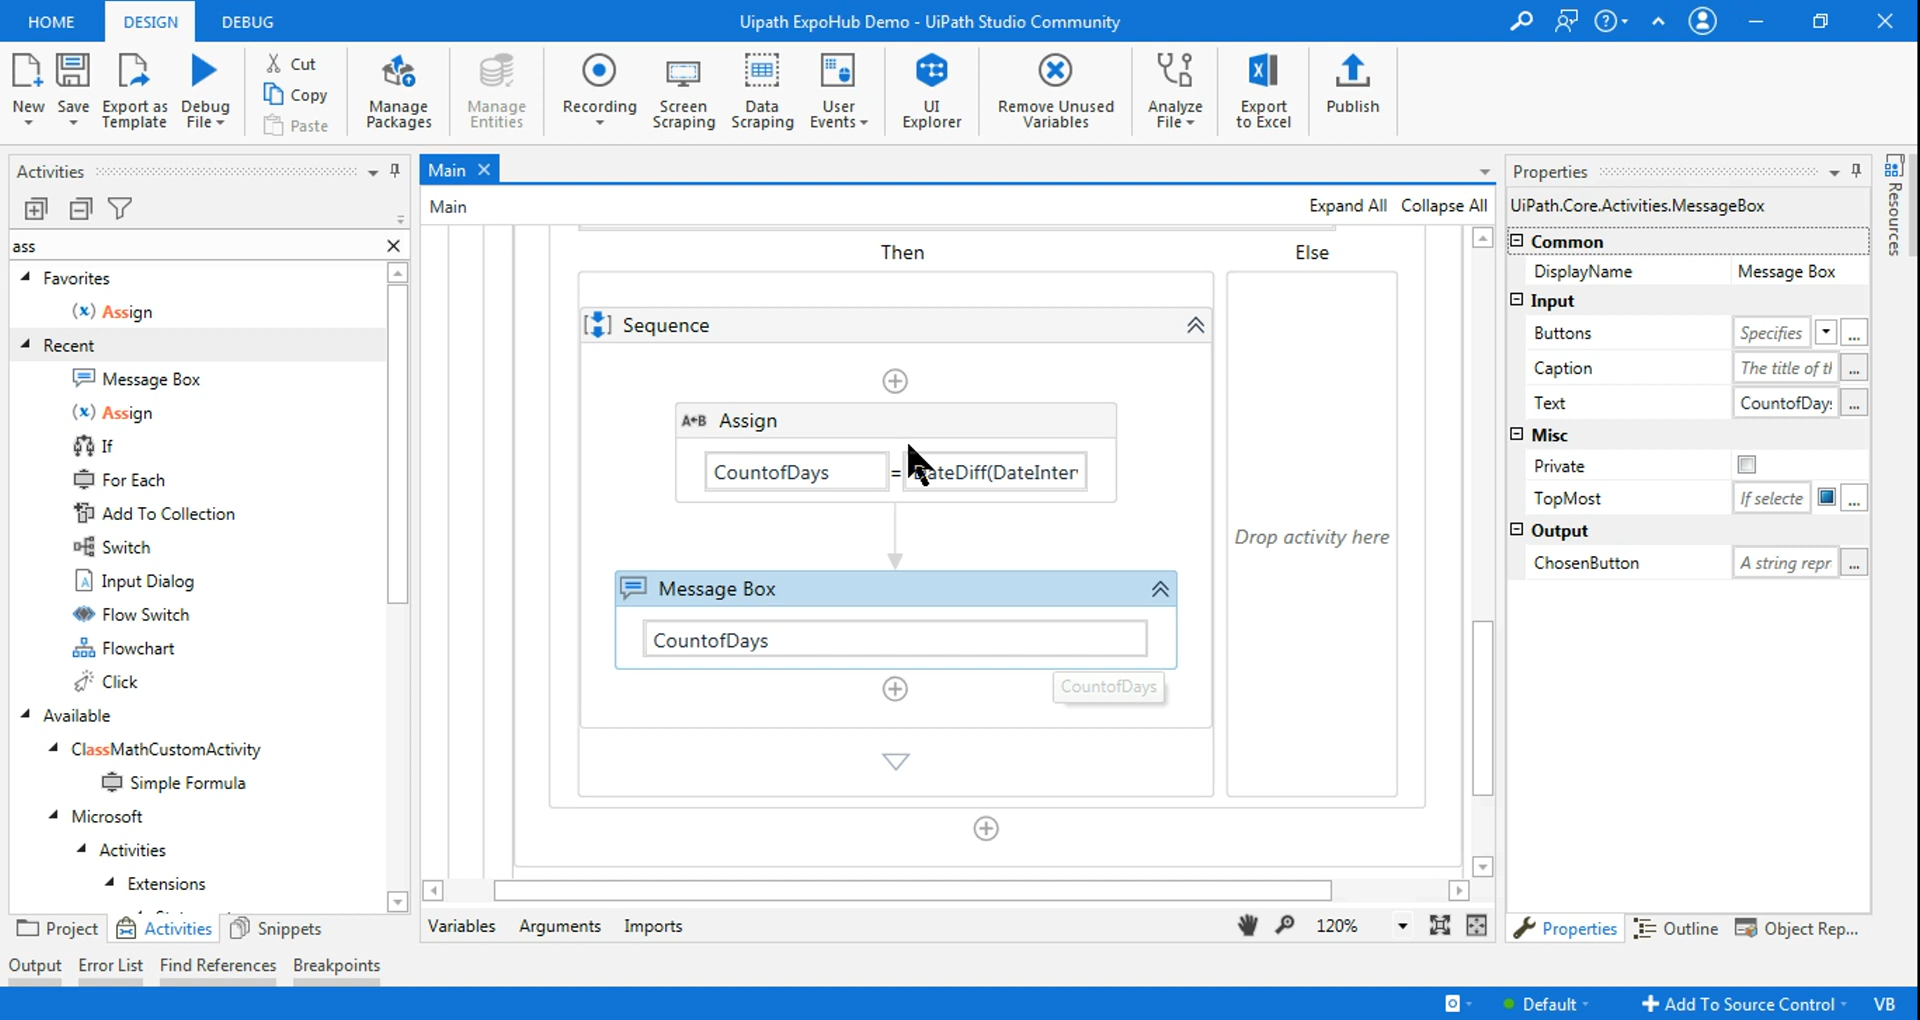 HOME DESIGN DEBUG
Uipath ExpoHub Demo - UiPath Studio Community
New
Save
Export as
Template
Debug
File
Cut
Copy
Paste
Manage
Packages
Manage
Entities
Recording
Screen
Scraping
Data
Scraping
User
Events
UI
Explorer
Remove Unused
Variables
Analyze
File
Export
to Excel
Publish
Activities
ass
Favorites
(x) Assign
Recent
Message Box
(x) Assign
If
For Each
Add To Collection
Switch
Input Dialog
Flow Switch
Flowchart
Click
Available
ClassMathCustomActivity
Simple Formula
Microsoft
Activities
Extensions
Project Activities Snippets
Main
Main Expand All Collapse All
Then Else
Sequence
A+B Assign
CountofDays = DateDiff(DateInter
Message Box
CountofDays
CountofDays
Drop activity here
Variables Arguments Imports 120%
Properties
UiPath.Core.Activities.MessageBox
Common
DisplayName Message Box
Input
Buttons Specifies ...
Caption The title of tl ...
Text CountofDay: ...
Misc
Private
TopMost If selecte ...
Output
ChosenButton A string repr ...
Properties Outline Object Rep...
Resources
Output Error List Find References Breakpoints
Default Add To Source Control VB